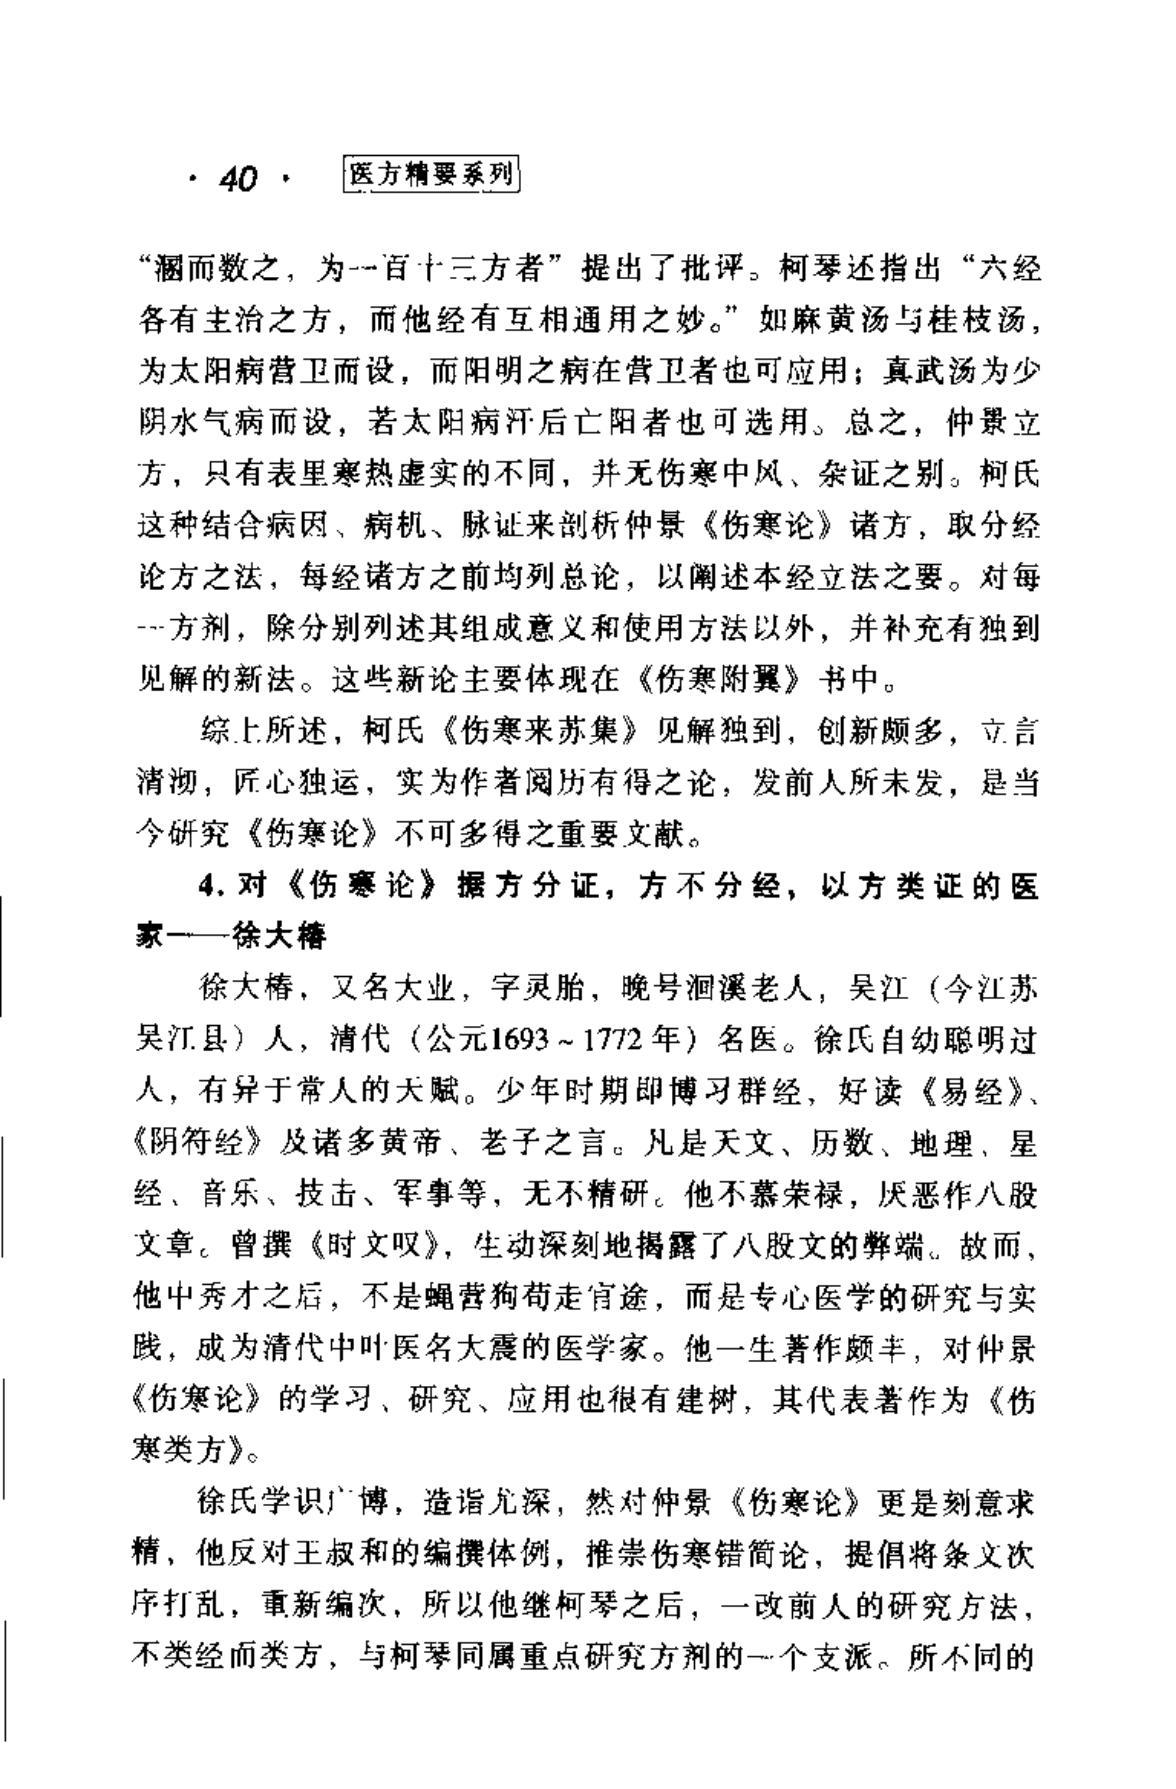 · 40 · 医方精要系列
“溷而数之，为一百十三方者”提出了批评。柯琴还指出“六经
各有主治之方，而他经有互相通用之妙。”如麻黄汤与桂枝汤，
为太阳病营卫而设，而阳明之病在营卫者也可应用；真武汤为少
阴水气病而设，若太阳病汗后亡阳者也可选用。总之，仲景立
方，只有表里寒热虚实的不同，并无伤寒中风、杂证之别。柯氏
这种结合病因、病机、脉证来剖析仲景《伤寒论》诸方，取分经
论方之法，每经诸方之前均列总论，以阐述本经立法之要。对每
一方剂，除分别列述其组成意义和使用方法以外，并补充有独到
见解的新法。这些新论主要体现在《伤寒附翼》书中。
综上所述，柯氏《伤寒来苏集》见解独到，创新颇多，立言
清沏，匠心独运，实为作者阅历有得之论，发前人所未发，是当
今研究《伤寒论》不可多得之重要文献。
4. 对《伤寒论》据方分证，方不分经，以方类证的医
家——徐大椿
徐大椿，又名大业，字灵胎，晚号洄溪老人，吴江（今江苏
吴江县）人，清代（公元1693～1772年）名医。徐氏自幼聪明过
人，有异于常人的天赋。少年时期即博习群经，好读《易经》、
《阴符经》及诸多黄帝、老子之言。凡是天文、历数、地理、星
经、音乐、技击、军事等，无不精研。他不慕荣禄，厌恶作八股
文章。曾撰《时文叹》，生动深刻地揭露了八股文的弊端。故而，
他中秀才之后，不是蝇营狗苟走官途，而是专心医学的研究与实
践，成为清代中叶医名大震的医学家。他一生著作颇丰，对仲景
《伤寒论》的学习、研究、应用也很有建树，其代表著作为《伤
寒类方》。
徐氏学识广博，造诣尤深，然对仲景《伤寒论》更是刻意求
精，他反对王叔和的编撰体例，推崇伤寒错简论，提倡将条文次
序打乱，重新编次，所以他继柯琴之后，一改前人的研究方法，
不类经而类方，与柯琴同属重点研究方剂的一个支派。所不同的